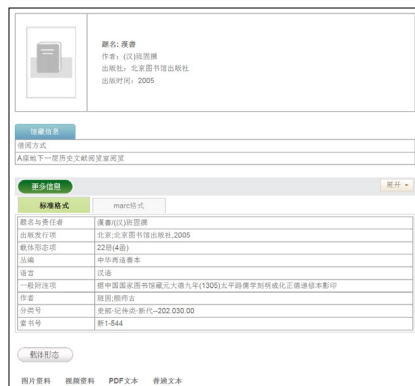 题名: 漢書
作者: (汉)班固撰
出版社: 北京图书馆出版社
出版时间: 2005
馆藏信息
借阅方式
A座地下一层历史文献阅览室阅览
更多信息
展开
标准格式
marc格式
题名与责任者 漢書/(汉)班固撰
出版发行项 北京:北京图书馆出版社,2005
载体形态项 22册(4函)
丛编 中华再造善本
语言 汉语
一般附注项 据中国国家图书馆藏元大德九年(1305)太平路儒学刻明成化正德递修本影印
作者 班固;颜师古
分类号 史部-纪传类-断代--202.030.00
索书号 善1-544
载体形态
图片资料 视频资料 PDF文本 普通文本